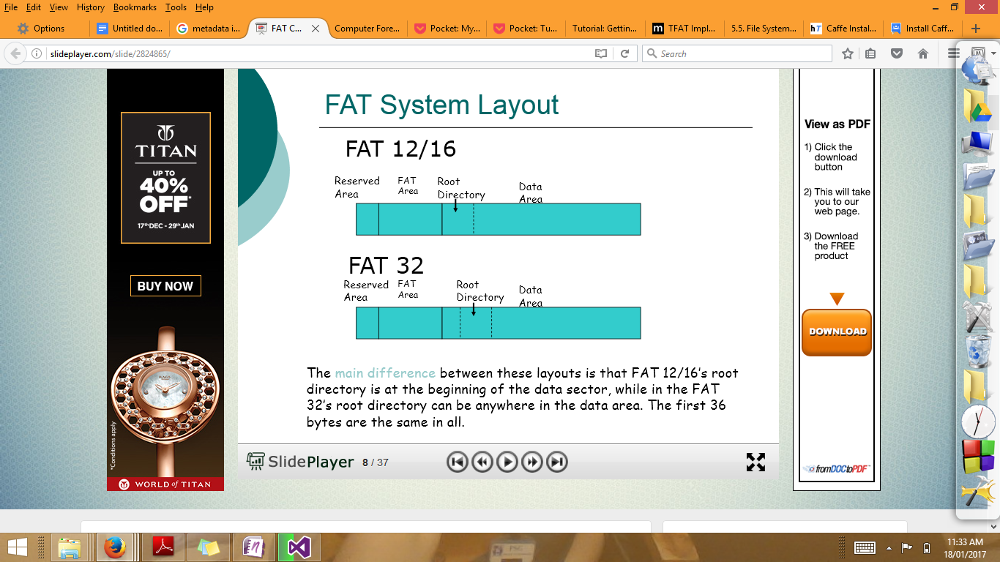 File Edit View History Bookmarks Tools Help
Options
Untitled do...
metadata i...
FAT C...
Computer Fore...
Pocket: My...
Pocket: Tu...
Tutorial: Gettin...
m TFAT Impl...
5.5. File System...
hT Caffe Instal...
Install Caff...
slideplayer.com/slide/2824865/
Search
TITAN
UP TO
40%
OFF*
17th DEC - 29th JAN
BUY NOW
*Conditions apply
WORLD of TITAN
FAT System Layout
FAT 12/16
Reserved
Area
FAT
Area
Root
Directory
Data
Area
FAT 32
Reserved
Area
FAT
Area
Root
Directory
Data
Area
The main difference between these layouts is that FAT 12/16's root
directory is at the beginning of the data sector, while in the FAT
32's root directory can be anywhere in the data area. The first 36
bytes are the same in all.
SlidePlayer 8 / 37
View as PDF
1) Click the
download
button
2) This will take
you to our
web page.
3) Download
the FREE
product
DOWNLOAD
fromDOCtoPDF™
11:33 AM
18/01/2017